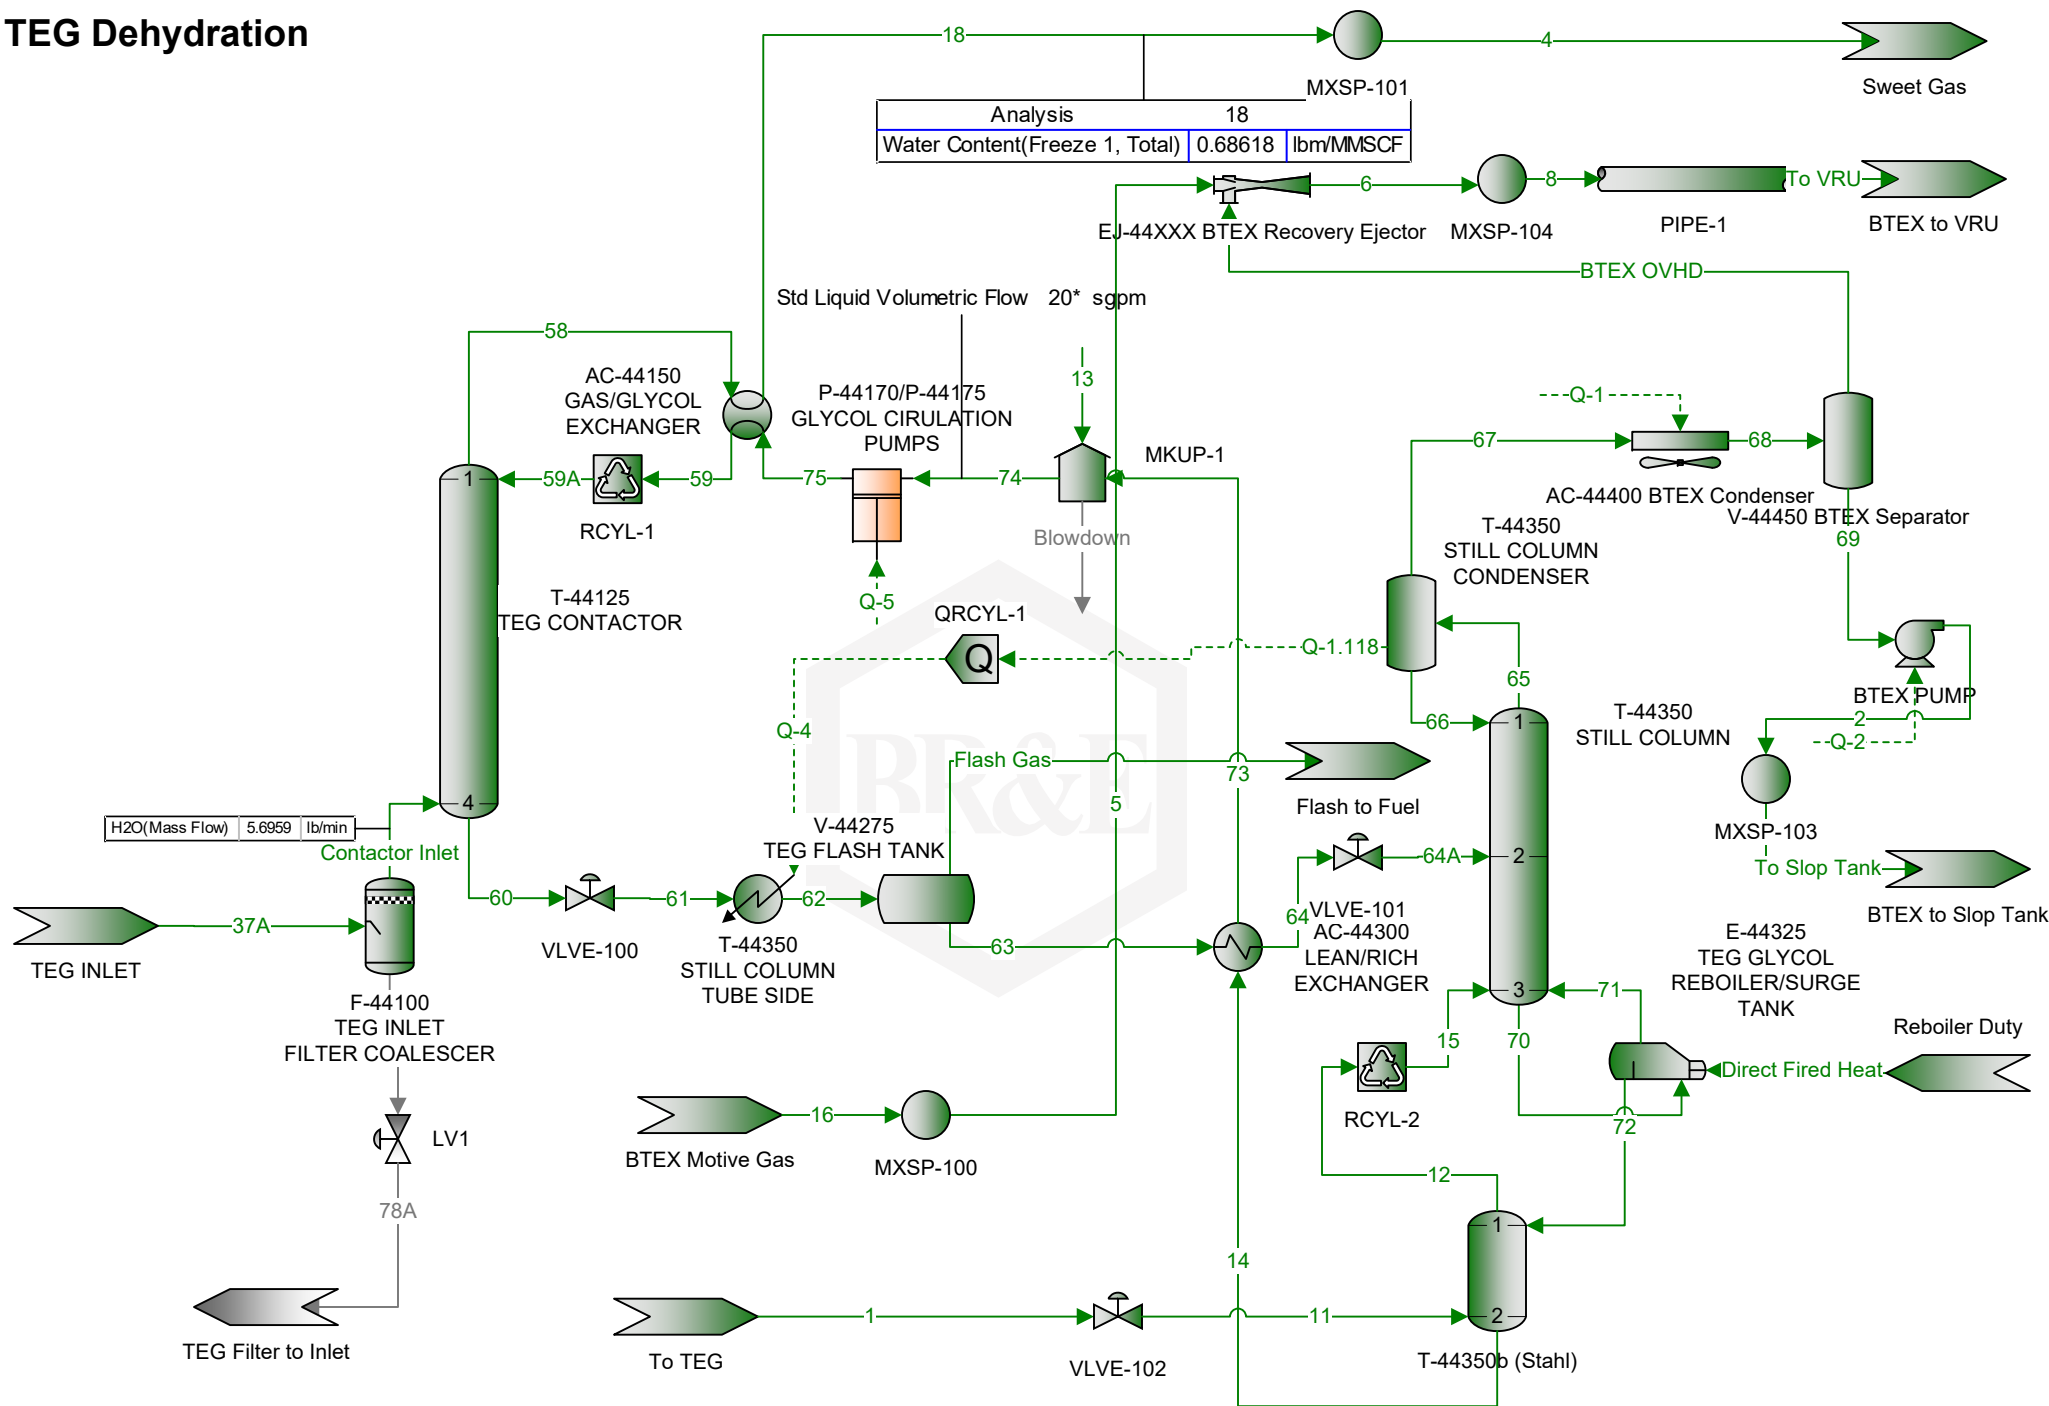 TEG Dehydration
18
4
MXSP-101
Sweet Gas
Analysis 18
Water Content(Freeze 1, Total) 0.68618 lbm/MMSCF
6
8
To VRU
EJ-44XXX BTEX Recovery Ejector
MXSP-104
PIPE-1
BTEX to VRU
BTEX OVHD
Std Liquid Volumetric Flow 20* sgpm
58
13
AC-44150
GAS/GLYCOL
EXCHANGER
P-44170/P-44175
GLYCOL CIRULATION
PUMPS
Q-1
67
68
MKUP-1
1
59A
59
75
74
RCYL-1
AC-44400 BTEX Condenser
V-44450 BTEX Separator
T-44350
STILL COLUMN
CONDENSER
Blowdown
69
T-44125
TEG CONTACTOR
Q-5
QRCYL-1
Q
Q-1.118
65
BTEX PUMP
66
1
T-44350
STILL COLUMN
2
Q-2
Q-4
BR&E
Flash Gas
73
5
Flash to Fuel
4
H2O(Mass Flow) 5.6959 lb/min
Contactor Inlet
V-44275
TEG FLASH TANK
MXSP-103
64A
2
To Slop Tank
60
61
62
64
VLVE-101
AC-44300
LEAN/RICH
EXCHANGER
BTEX to Slop Tank
37A
TEG INLET
VLVE-100
T-44350
STILL COLUMN
TUBE SIDE
63
E-44325
TEG GLYCOL
REBOILER/SURGE
TANK
3
71
F-44100
TEG INLET
FILTER COALESCER
15
70
Reboiler Duty
Direct Fired Heat
LV1
16
BTEX Motive Gas
MXSP-100
RCYL-2
72
12
78A
1
14
1
11
2
TEG Filter to Inlet
To TEG
VLVE-102
T-44350b (Stahl)